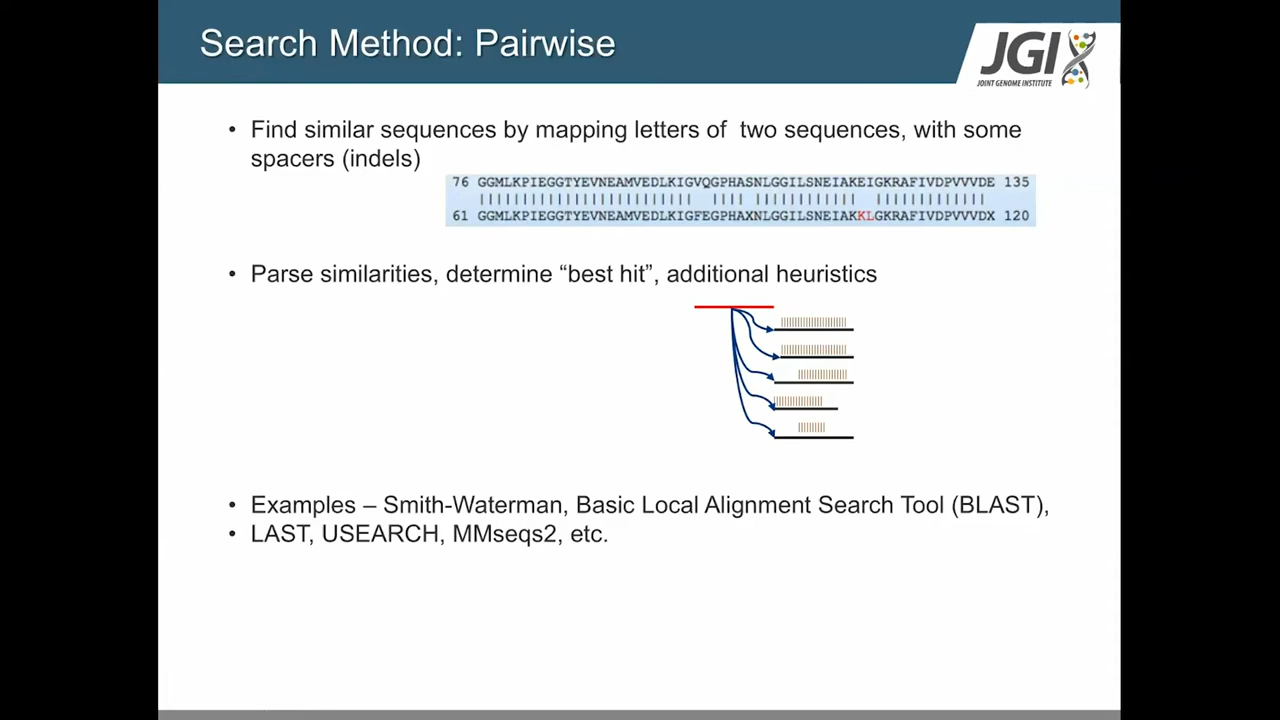 Search Method: Pairwise
JGI
JOINT GENOME INSTITUTE
• Find similar sequences by mapping letters of two sequences, with some
spacers (indels)
76 GGMLKPIEGGTYEVNEAMVEDLKIGVQGPHASNLGGILSNEIAKEIGKRAFIVDPVVVDE 135
||||||||||||||||||||||||| |||| |||||||||||| |||||||||||||
61 GGMLKPIEGGTYEVNEAMVEDLKIGFEGPHAXNLGGILSNEIAKKLGKRAFIVDPVVVDX 120
• Parse similarities, determine “best hit”, additional heuristics
• Examples – Smith-Waterman, Basic Local Alignment Search Tool (BLAST),
• LAST, USEARCH, MMseqs2, etc.